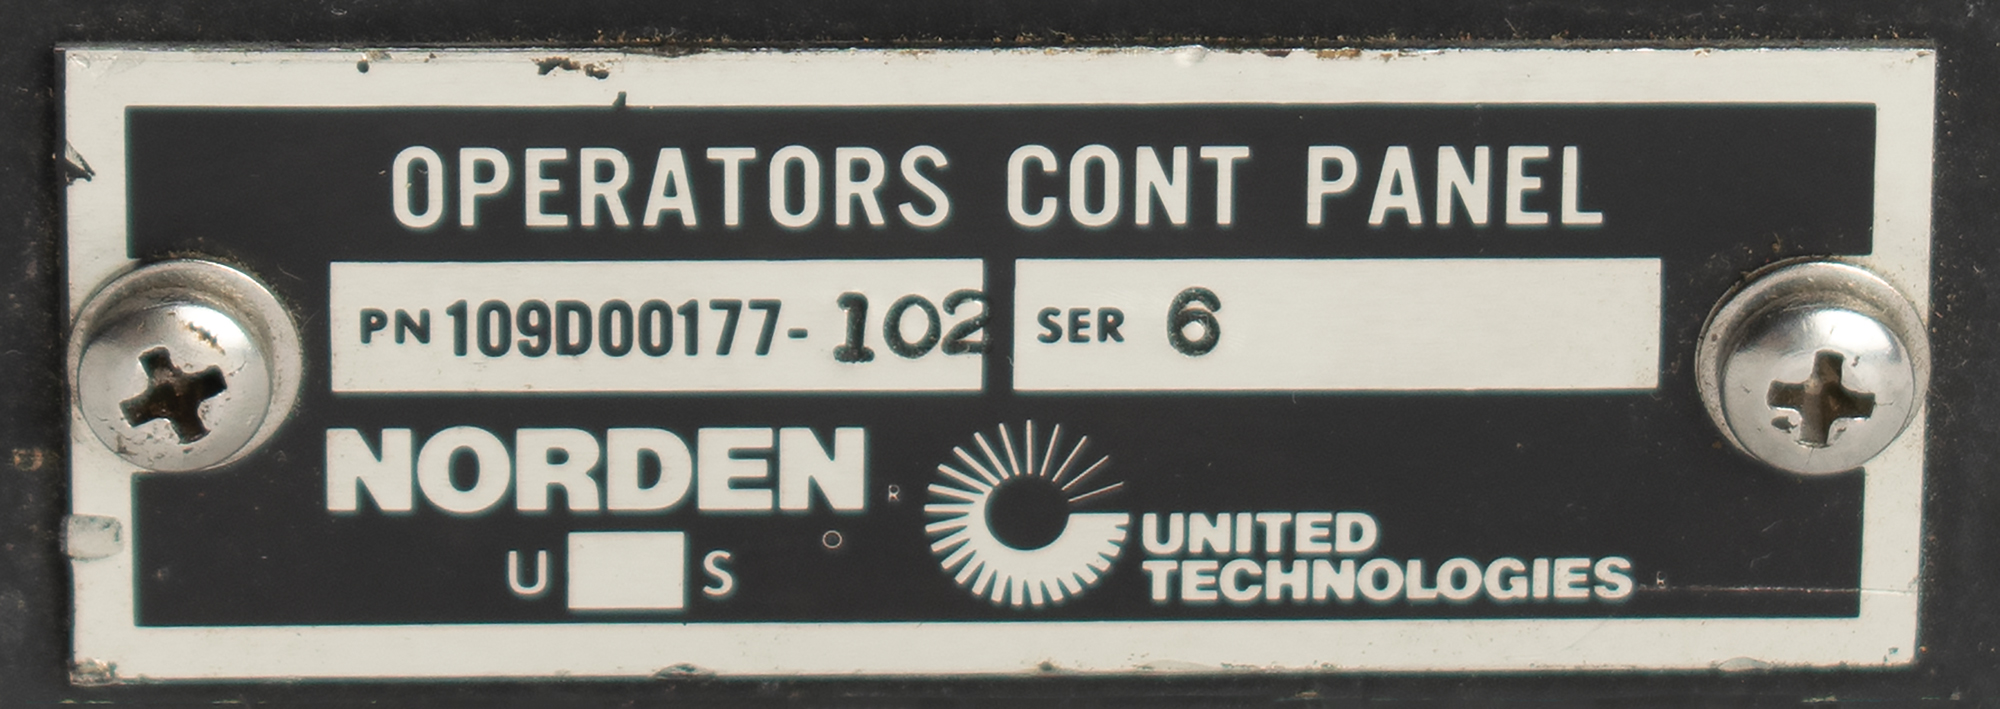 OPERATORS CONT PANEL
PN 109D00177-102 SER 6
NORDEN R
U S
UNITED
TECHNOLOGIES